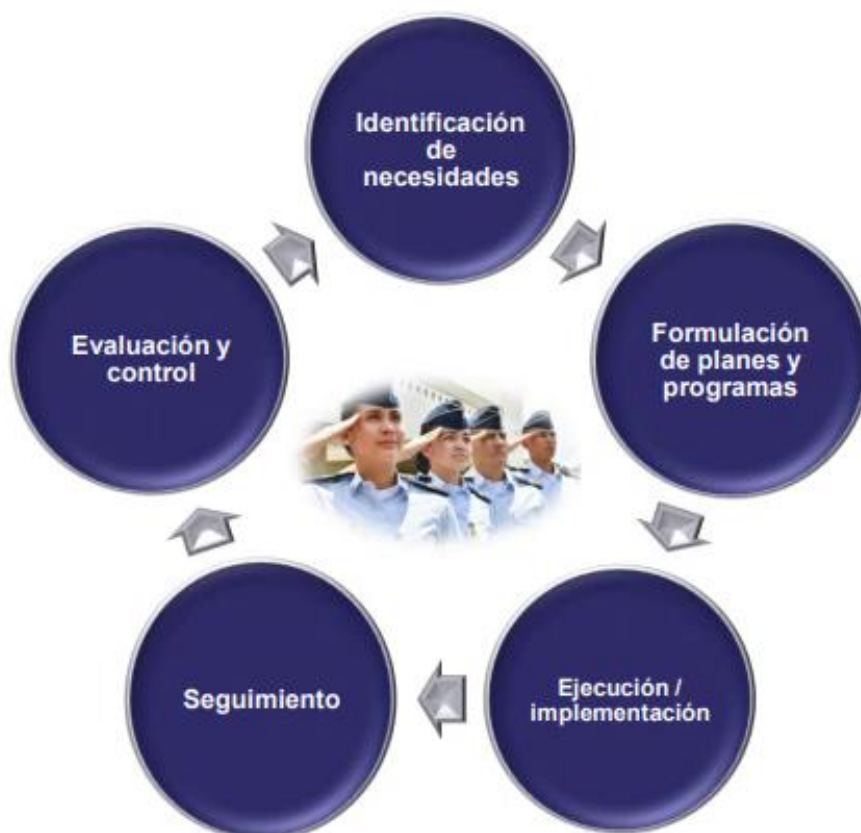 Identificación
de
necesidades
Formulación
de planes y
programas
Ejecución /
implementación
Seguimiento
Evaluación y
control